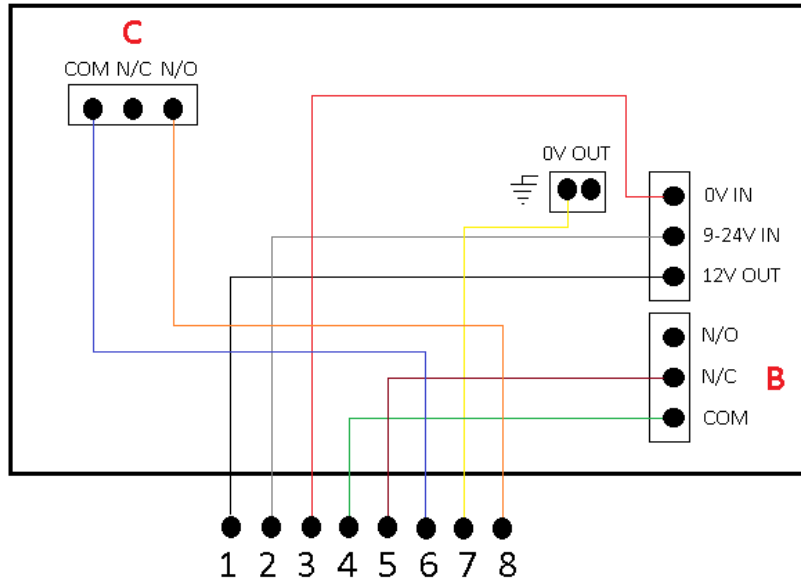 C
COM N/C N/O
0V OUT
0V IN
9-24V IN
12V OUT
N/O
N/C
B
COM
1 2 3 4 5 6 7 8